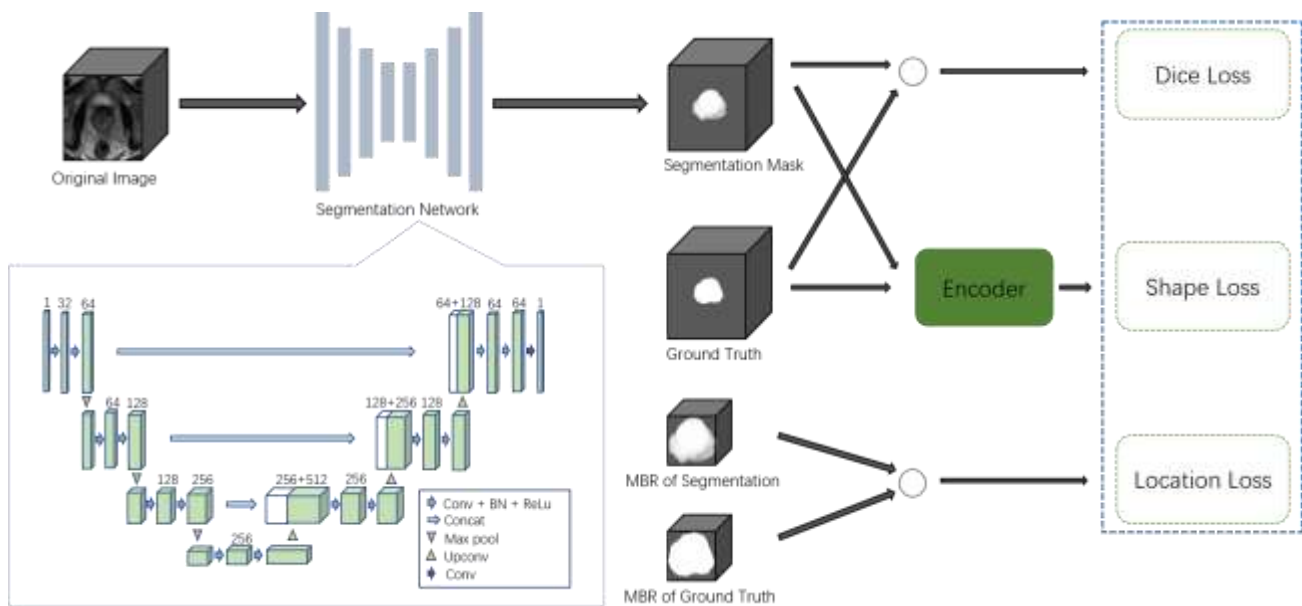 Original Image
Segmentation Network
Segmentation Mask
Dice Loss
Ground Truth
Encoder
Shape Loss
MBR of Segmentation
MBR of Ground Truth
Location Loss
1 32 64
64+128 64 64 1
64 128
128+256 128
128 256
256+512 256
256
Conv + BN + ReLu
Concat
Max pool
Upconv
Conv